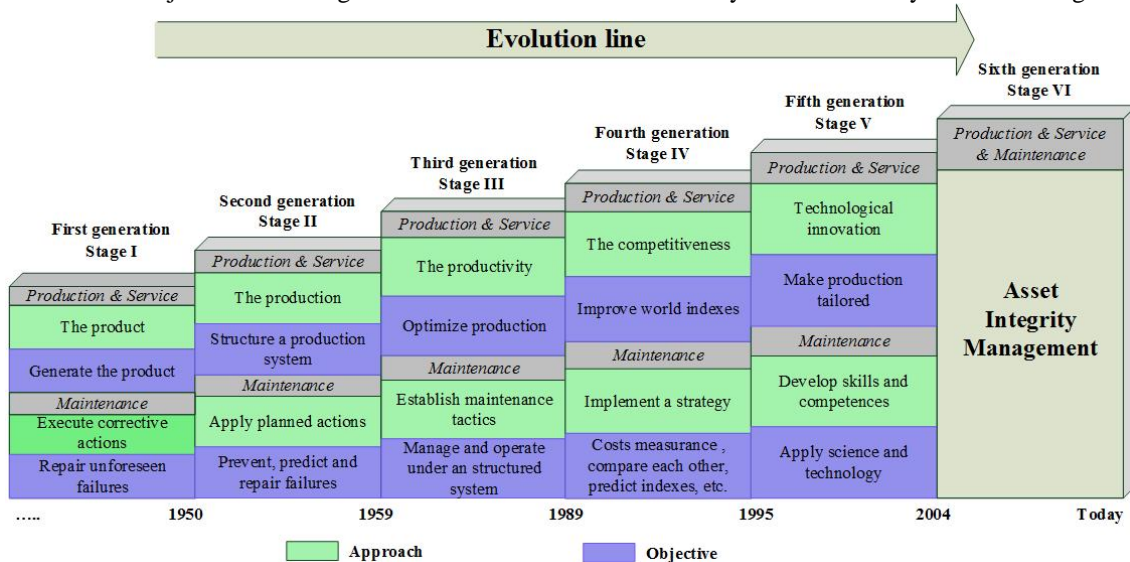 Evolution line
First generation
Stage I
Production & Service
The product
Generate the product
Maintenance
Execute corrective
actions
Repair unforeseen
failures
Second generation
Stage II
Production & Service
The production
Structure a production
system
Maintenance
Apply planned actions
Prevent, predict and
repair failures
Third generation
Stage III
Production & Service
The productivity
Optimize production
Maintenance
Establish maintenance
tactics
Manage and operate
under an structured
system
Fourth generation
Stage IV
Production & Service
The competitiveness
Improve world indexes
Maintenance
Implement a strategy
Costs measurance ,
compare each other,
predict indexes, etc.
Fifth generation
Stage V
Production & Service
Technological
innovation
Make production
tailored
Maintenance
Develop skills and
competences
Apply science and
technology
Sixth generation
Stage VI
Production & Service
& Maintenance
Asset
Integrity
Management
..... 1950 1959 1989 1995 2004 Today
Approach Objective